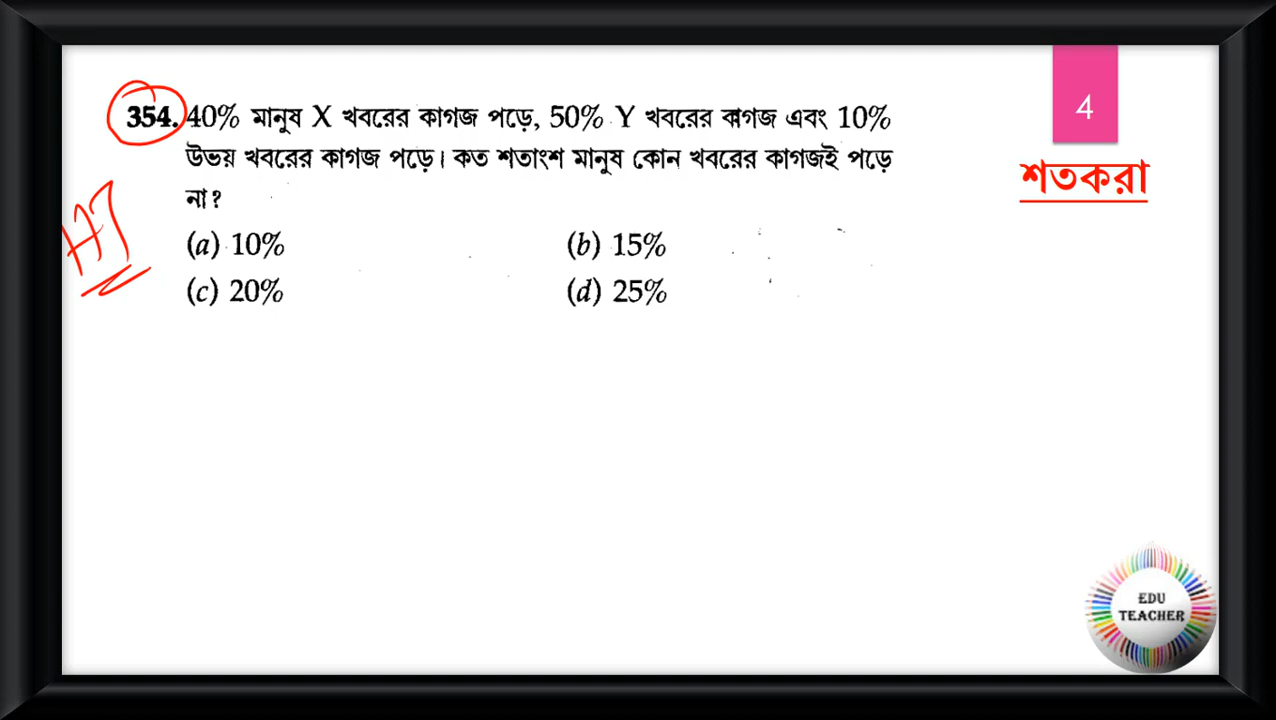 354. 40% মানুষ X খবরের কাগজ পড়ে, 50% Y খবরের কাগজ এবং 10%
উভয় খবরের কাগজ পড়ে। কত শতাংশ মানুষ কোন খবরের কাগজই পড়ে
না?
(a) 10% (b) 15%
(c) 20% (d) 25%
4
শতকরা
EDU
TEACHER